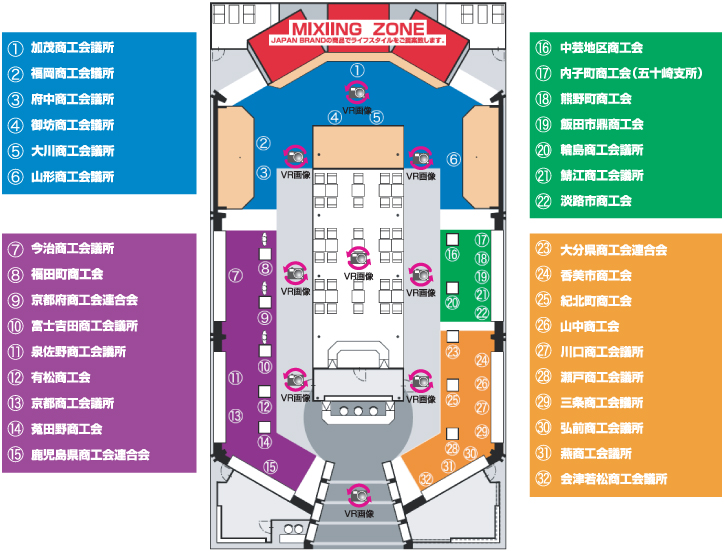 ① 加茂商工会議所
② 福岡商工会議所
③ 府中商工会議所
④ 御坊商工会議所
⑤ 大川商工会議所
⑥ 山形商工会議所
⑦ 今治商工会議所
⑧ 福田町商工会
⑨ 京都府商工会連合会
⑩ 富士吉田商工会議所
⑪ 泉佐野商工会議所
⑫ 有松商工会
⑬ 京都商工会議所
⑭ 菟田野商工会
⑮ 鹿児島県商工会連合会
MIXIING ZONE
JAPAN BRANDの商品でライフスタイルをご提案致します。
①
VR画像
④ ⑤
②
VR画像
VR画像
⑥
③
⑦
⑧
VR画像
VR画像
VR画像
⑯
⑰
⑱
⑲
⑳
㉑
㉒
⑨
⑩
⑪
⑫
⑬
⑭
⑮
VR画像
VR画像
㉓
㉔
㉕
㉖
㉗
㉘
㉙
㉚
㉛
㉜
VR画像
⑯ 中芸地区商工会
⑰ 内子町商工会(五十崎支所)
⑱ 熊野町商工会
⑲ 飯田市鼎商工会
⑳ 輪島商工会議所
㉑ 鯖江商工会議所
㉒ 淡路市商工会
㉓ 大分県商工会連合会
㉔ 香美市商工会
㉕ 紀北町商工会
㉖ 山中商工会
㉗ 川口商工会議所
㉘ 瀬戸商工会議所
㉙ 三条商工会議所
㉚ 弘前商工会議所
㉛ 燕商工会議所
㉜ 会津若松商工会議所